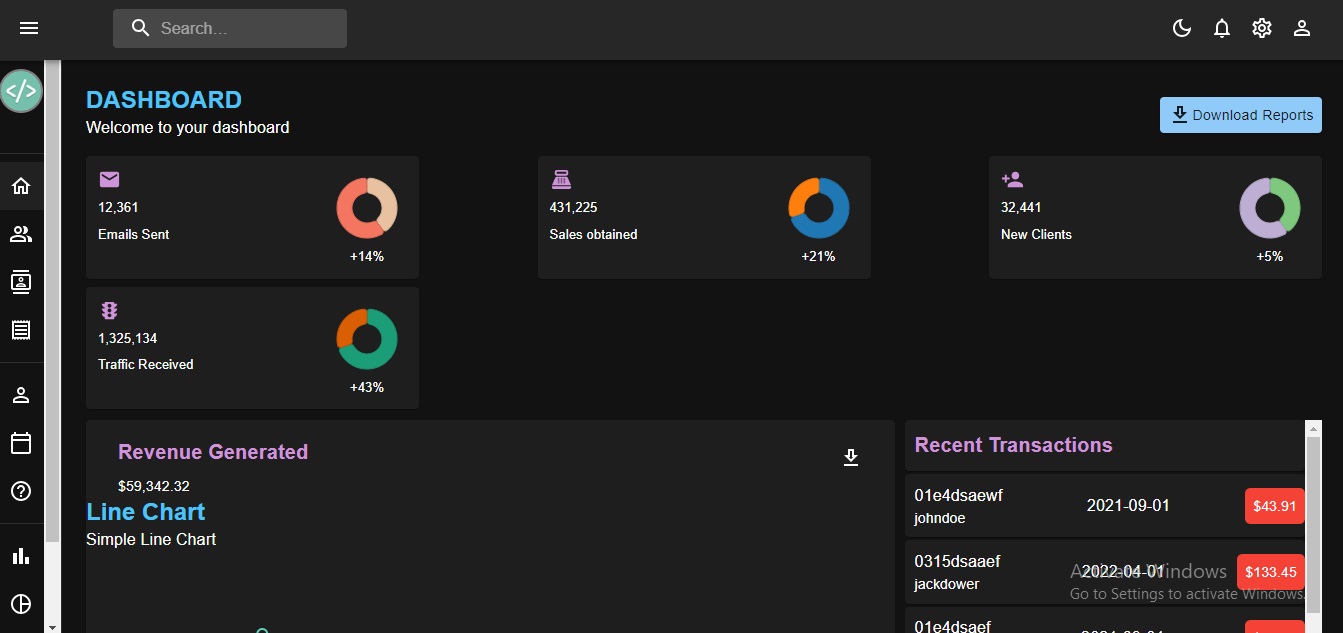 Search...
</>
DASHBOARD
Welcome to your dashboard
Download Reports
12,361
Emails Sent
+14%
431,225
Sales obtained
+21%
32,441
New Clients
+5%
1,325,134
Traffic Received
+43%
Revenue Generated
$59,342.32
Line Chart
Simple Line Chart
Recent Transactions
01e4dsaewf
johndoe
2021-09-01
$43.91
0315dsaaef
jackdower
2022-04-01
$133.45
Activate Windows
Go to Settings to activate Windows.
01e4dsaef